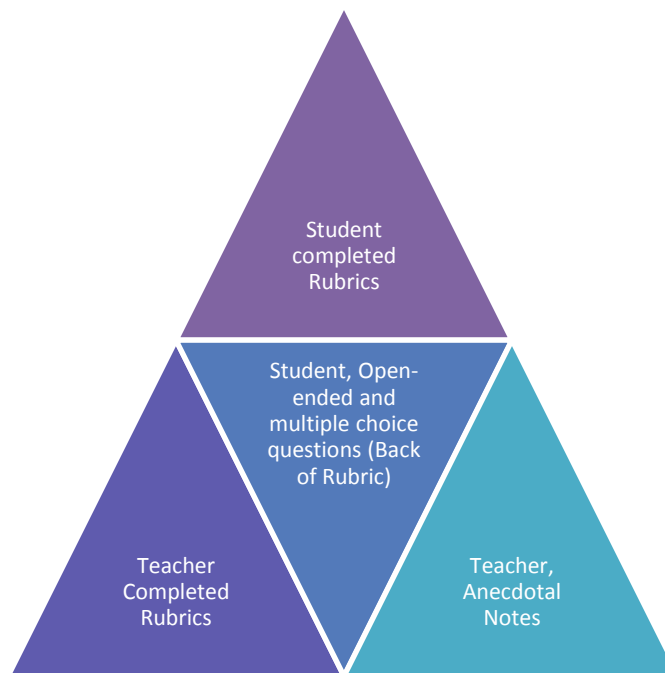 Student
completed
Rubrics
Student, Open-
ended and
multiple choice
questions (Back
of Rubric)
Teacher
Completed
Rubrics
Teacher,
Anecdotal
Notes